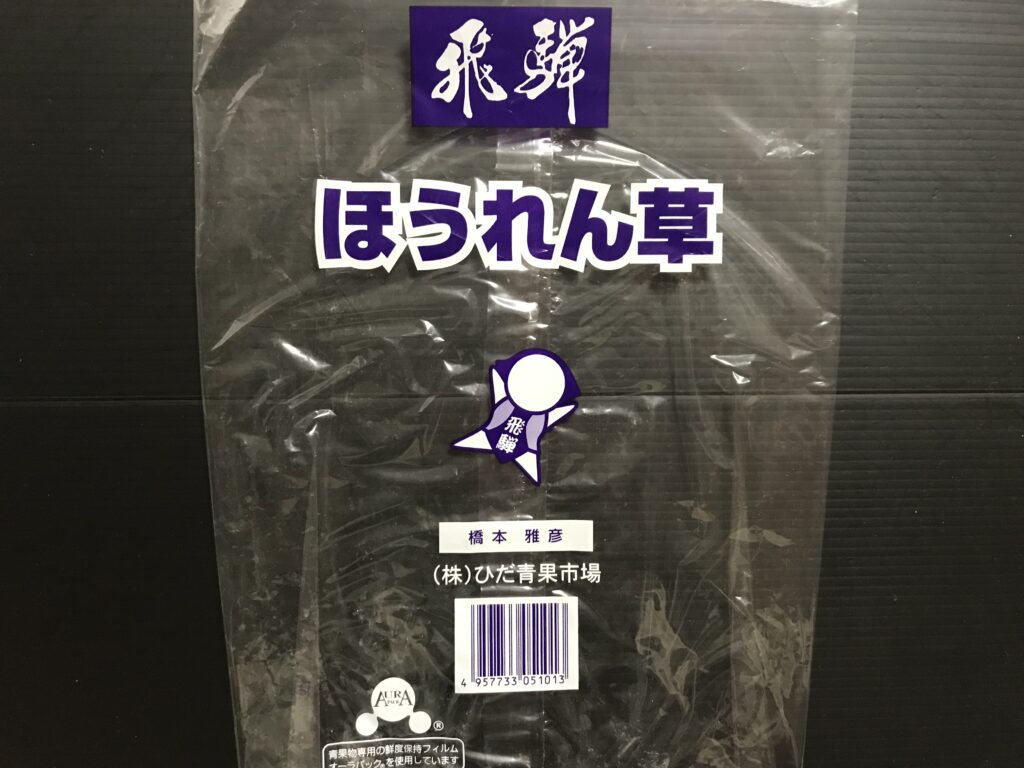 飛騨
ほうれん草
飛
騨
橋本 雅彦
(株)ひだ青果市場
4 957733 051013
AURA
PACK
®
青果物専用の鮮度保持フィルム
オーラパック®を使用しています